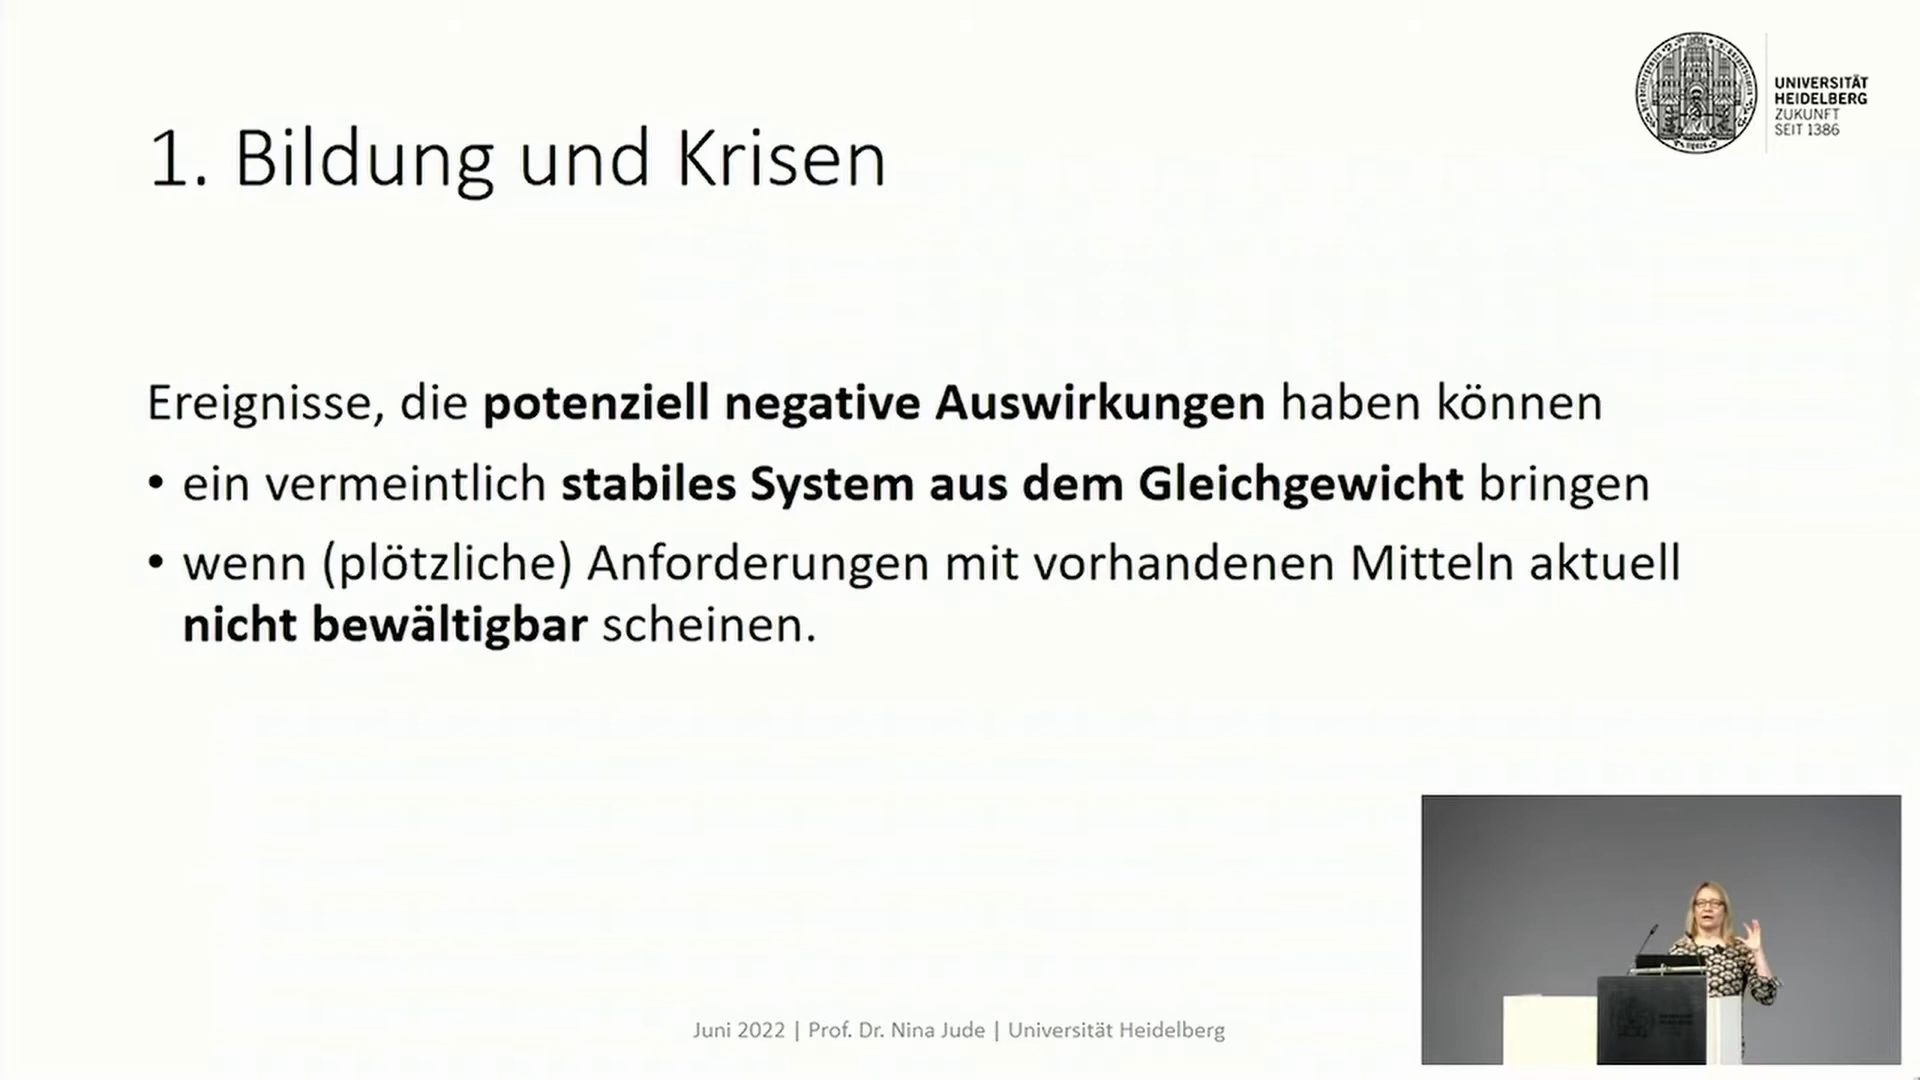 UNIVERSITÄT
HEIDELBERG
ZUKUNFT
SEIT 1386
1. Bildung und Krisen
Ereignisse, die potenziell negative Auswirkungen haben können
• ein vermeintlich stabiles System aus dem Gleichgewicht bringen
• wenn (plötzliche) Anforderungen mit vorhandenen Mitteln aktuell
nicht bewältigbar scheinen.
Juni 2022 | Prof. Dr. Nina Jude | Universität Heidelberg